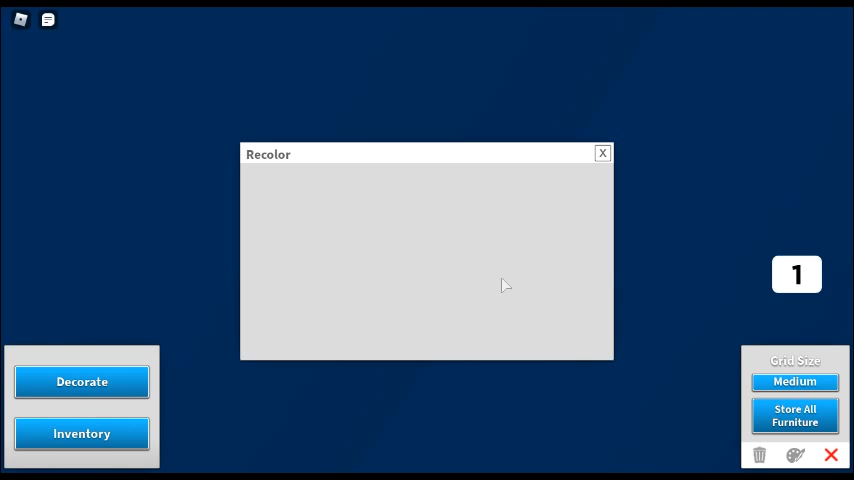 Recolor
X
1
Decorate
Inventory
Grid Size
Medium
Store All
Furniture